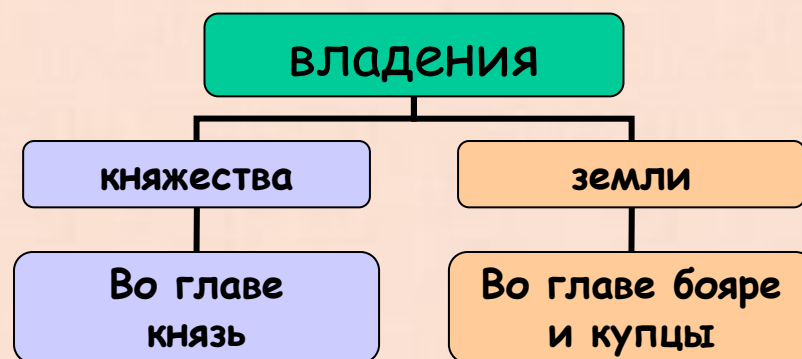 владения
княжества
земли
Во главе
князь
Во главе бояре
и купцы